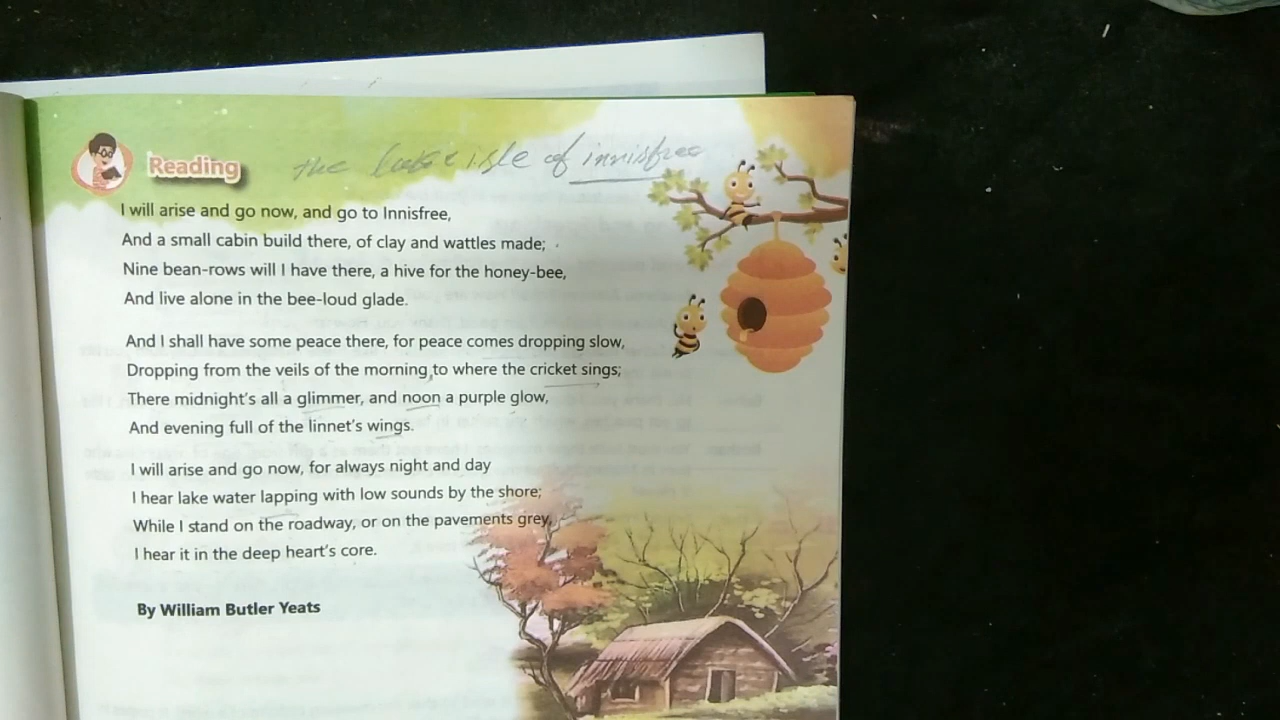 Reading the lake isle of innisfree
I will arise and go now, and go to Innisfree,
And a small cabin build there, of clay and wattles made;
Nine bean-rows will I have there, a hive for the honey-bee,
And live alone in the bee-loud glade.
And I shall have some peace there, for peace comes dropping slow,
Dropping from the veils of the morning to where the cricket sings;
There midnight's all a glimmer, and noon a purple glow,
And evening full of the linnet's wings.
I will arise and go now, for always night and day
I hear lake water lapping with low sounds by the shore;
While I stand on the roadway, or on the pavements grey,
I hear it in the deep heart's core.
By William Butler Yeats